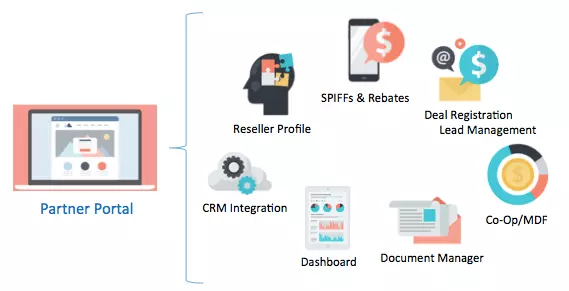 Partner Portal
Reseller Profile
SPIFFs & Rebates
Deal Registration
Lead Management
CRM Integration
Dashboard
Document Manager
Co-Op/MDF
$
@
$
$